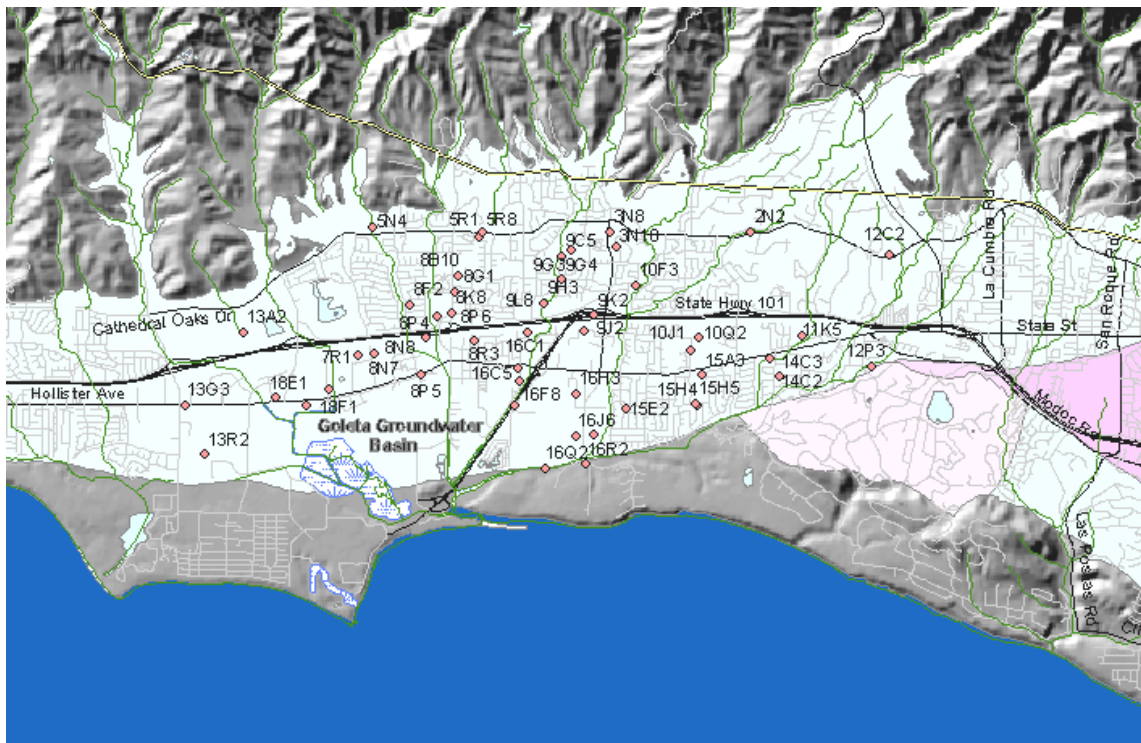 5N4
5R1
5R8
3N8
3N10
2N2
12C2
La Cumbre Rd
San Roque Rd
9C5
8B10
8G1
9G3
9G4
10F3
9H3
8F2
8K8
9L8
9K2
State Hwy 101
Cathedral Oaks Dr
13A2
8P4
8P6
9J2
10J1
10Q2
11K5
State St
7R1
8N8
8R3
16C1
15A3
14C3
12P3
8N7
16C5
14C2
Hollister Ave
13G3
18E1
8P5
16F8
16H3
15H4
15H5
Modoc Rd
18F1
15E2
Goleta Groundwater
Basin
13R2
16J6
16Q2
16R2
Las Positas Rd